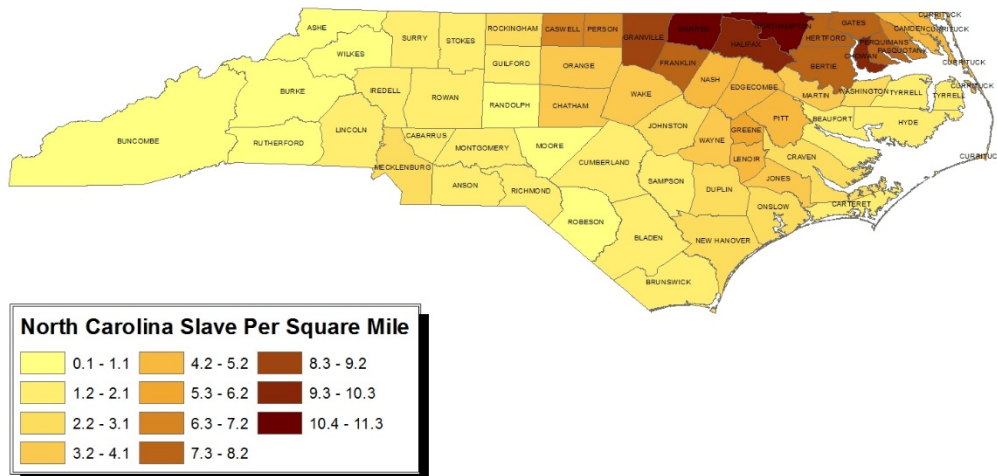 CURRITUCK
ASHE
SURRY
STOKES
ROCKINGHAM
CASWELL
PERSON
GRANVILLE
WARREN
NORTHAMPTON
GATES
CAMDEN
CURRITUCK
HERTFORD
PERQUIMANS
PASQUOTANK
WILKES
GUILFORD
ORANGE
FRANKLIN
HALIFAX
BERTIE
CHOWAN
CURRITUCK
BURKE
IREDELL
ROWAN
RANDOLPH
CHATHAM
WAKE
NASH
EDGECOMBE
MARTIN
WASHINGTON
TYRRELL
TYRRELL
CURRITUCK
BUNCOMBE
RUTHERFORD
LINCOLN
CABARRUS
MONTGOMERY
MOORE
JOHNSTON
WAYNE
GREENE
PITT
BEAUFORT
HYDE
MECKLENBURG
ANSON
RICHMOND
CUMBERLAND
SAMPSON
LENOIR
CRAVEN
CURRITUCK
DUPLIN
JONES
ROBESON
BLADEN
ONSLOW
CARTERET
NEW HANOVER
BRUNSWICK
North Carolina Slave Per Square Mile
0.1 - 1.1
1.2 - 2.1
2.2 - 3.1
3.2 - 4.1
4.2 - 5.2
5.3 - 6.2
6.3 - 7.2
7.3 - 8.2
8.3 - 9.2
9.3 - 10.3
10.4 - 11.3